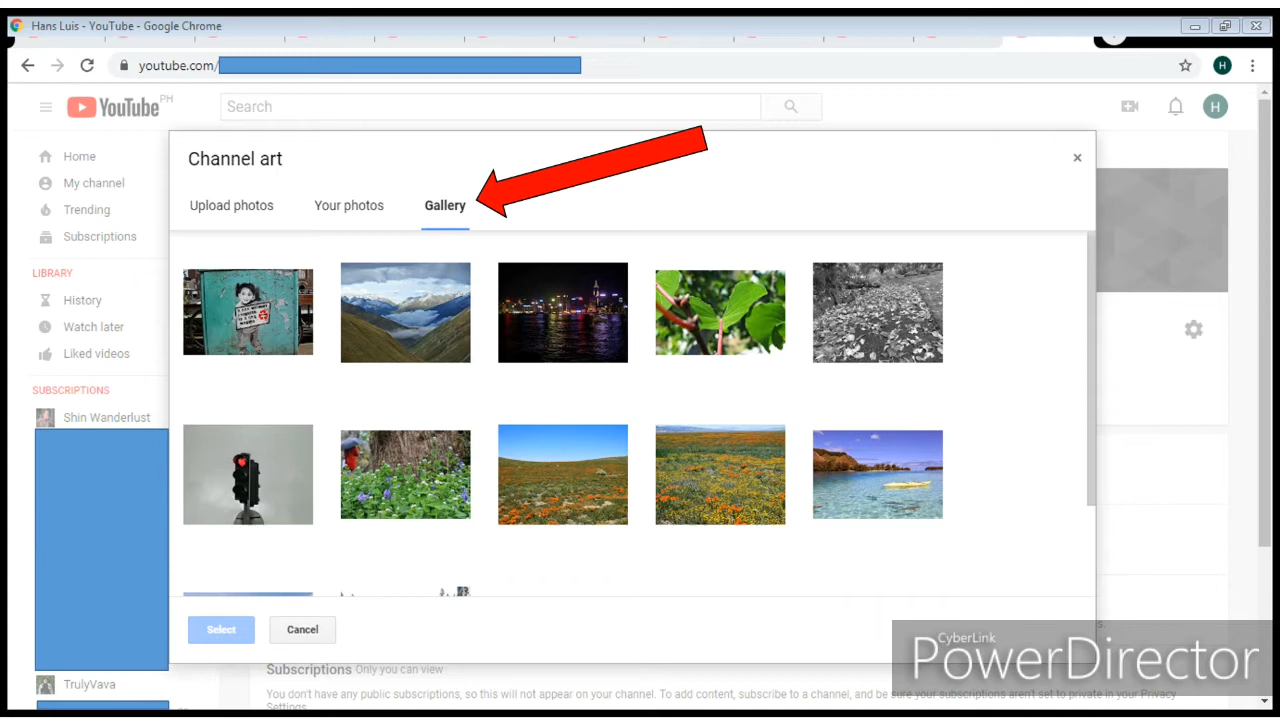 Hans Luis - YouTube - Google Chrome
youtube.com/
H
YouTube PH
Search
H
Home
My channel
Trending
Subscriptions
LIBRARY
History
Watch later
Liked videos
SUBSCRIPTIONS
Shin Wanderlust
TrulyVava
Channel art
×
Upload photos
Your photos
Gallery
Select
Cancel
s.
Subscriptions Only you can view
You don't have any public subscriptions, so this will not appear on your channel. To add content, subscribe to a channel, and be sure your subscriptions aren't set to private in your Privacy
Settings.
CyberLink
PowerDirector